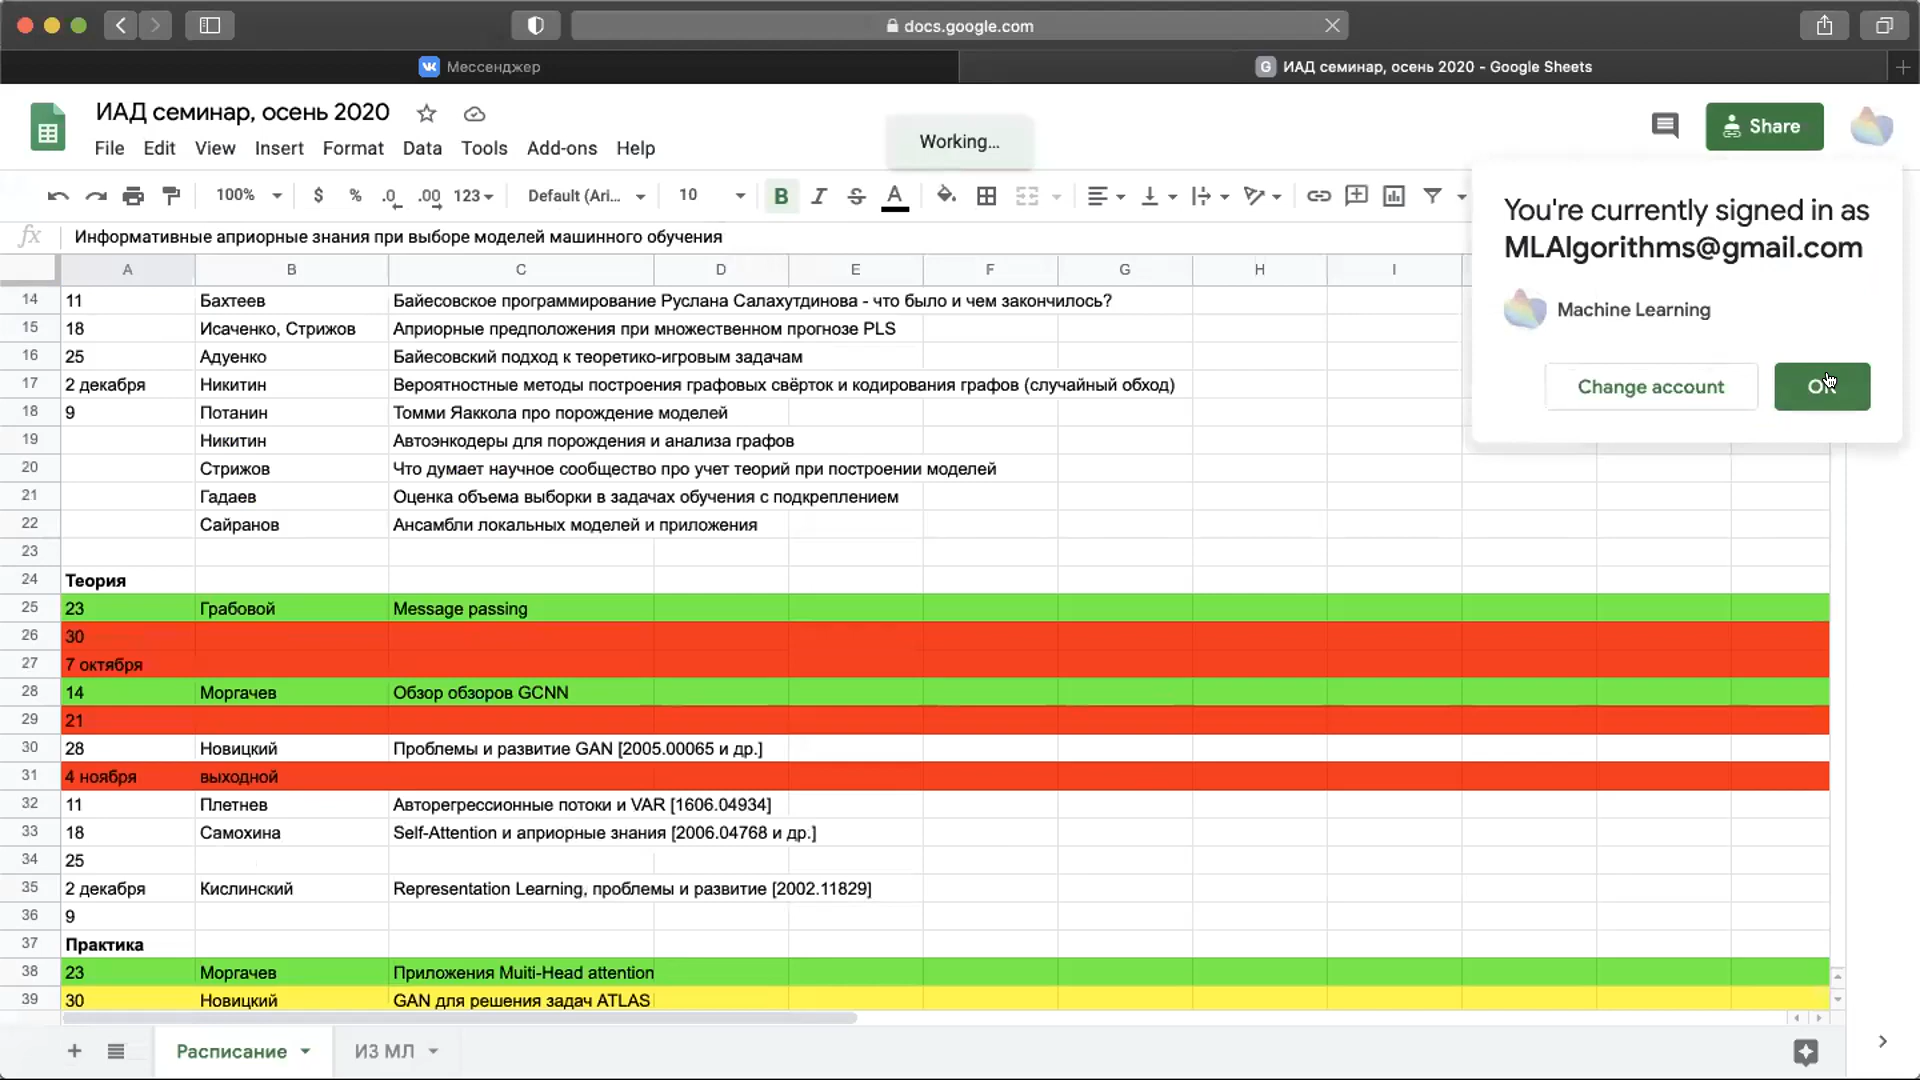 docs.google.com
Мессенджер
G ИАД семинар, осень 2020 - Google Sheets
ИАД семинар, осень 2020
File Edit View Insert Format Data Tools Add-ons Help
Working...
Share
100% $ % .0 .00 123 Default (Ari... 10 B I S A
fx Информативные априорные знания при выборе моделей машинного обучения
You're currently signed in as
MLAlgorithms@gmail.com
Machine Learning
Change account
A B C D E F G H I
14 11 Бахтеев Байесовское программирование Руслана Салахутдинова - что было и чем закончилось?
15 18 Исаченко, Стрижов Априорные предположения при множественном прогнозе PLS
16 25 Адуенко Байесовский подход к теоретико-игровым задачам
17 2 декабря Никитин Вероятностные методы построения графовых свёрток и кодирования графов (случайный обход)
18 9 Потанин Томми Яаккола про порождение моделей
19 Никитин Автоэнкодеры для порождения и анализа графов
20 Стрижов Что думает научное сообщество про учет теорий при построении моделей
21 Гадаев Оценка объема выборки в задачах обучения с подкреплением
22 Сайранов Ансамбли локальных моделей и приложения
23
24 Теория
25 23 Грабовой Message passing
26 30
27 7 октября
28 14 Моргачев Обзор обзоров GCNN
29 21
30 28 Новицкий Проблемы и развитие GAN [2005.00065 и др.]
31 4 ноября выходной
32 11 Плетнев Авторегрессионные потоки и VAR [1606.04934]
33 18 Самохина Self-Attention и априорные знания [2006.04768 и др.]
34 25
35 2 декабря Кислинский Representation Learning, проблемы и развитие [2002.11829]
36 9
37 Практика
38 23 Моргачев Приложения Muiti-Head attention
39 30 Новицкий GAN для решения задач ATLAS
Расписание ИЗ МЛ